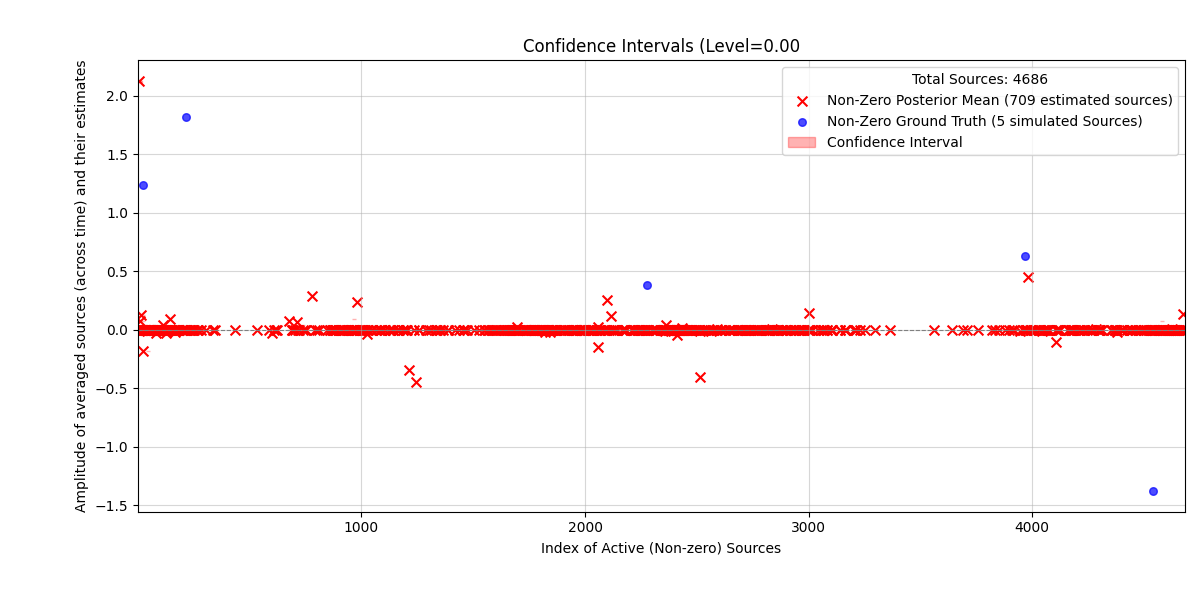 Confidence Intervals (Level=0.00
Total Sources: 4686
Non-Zero Posterior Mean (709 estimated sources)
Non-Zero Ground Truth (5 simulated Sources)
Confidence Interval
Amplitude of averaged sources (across time) and their estimates
2.0
1.5
1.0
0.5
0.0
−0.5
−1.0
−1.5
1000 2000 3000 4000
Index of Active (Non-zero) Sources